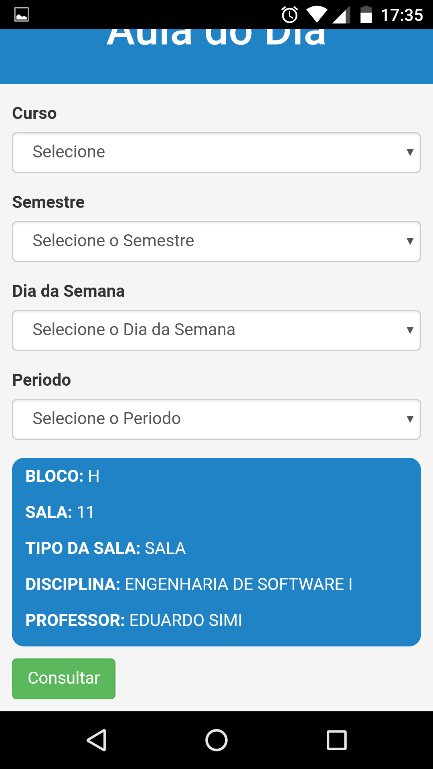 17:35
Aula do Dia
Curso
Selecione
Semestre
Selecione o Semestre
Dia da Semana
Selecione o Dia da Semana
Periodo
Selecione o Periodo
BLOCO: H
SALA: 11
TIPO DA SALA: SALA
DISCIPLINA: ENGENHARIA DE SOFTWARE I
PROFESSOR: EDUARDO SIMI
Consultar